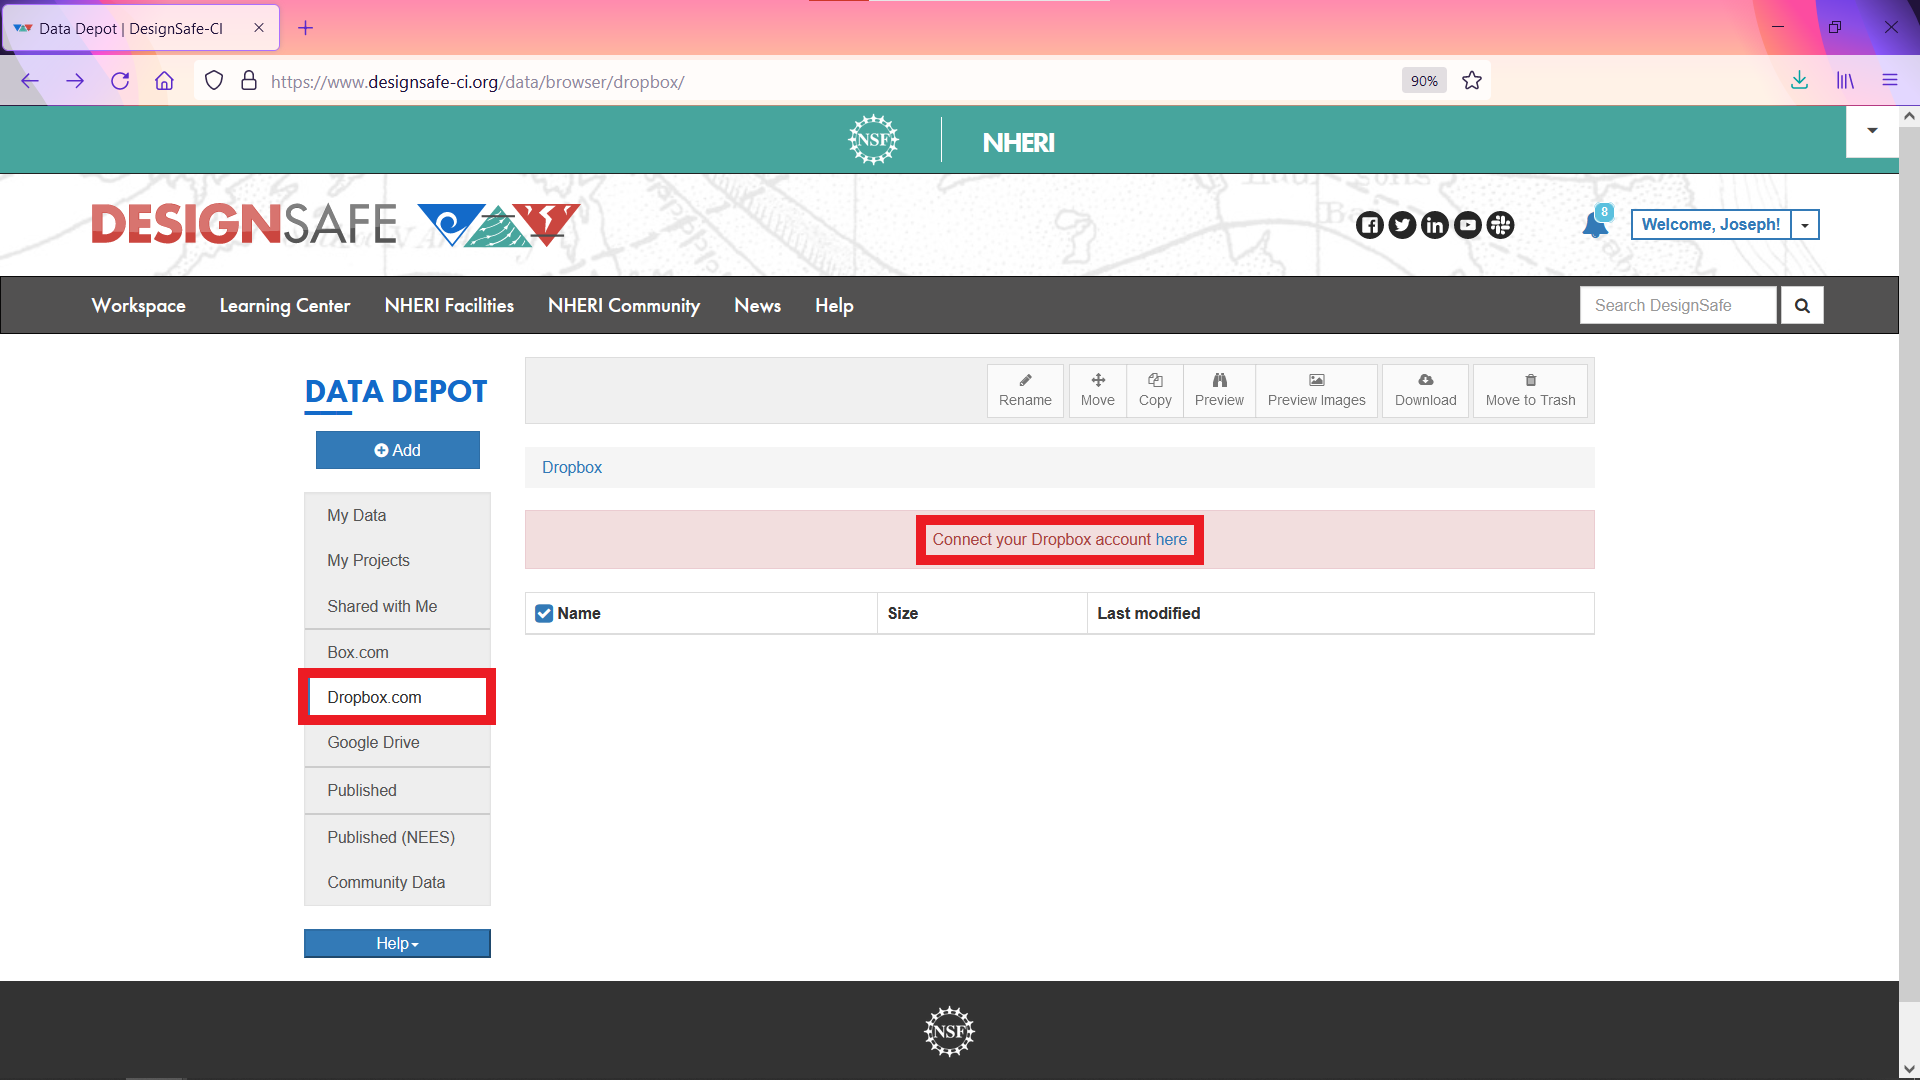 Data Depot | DesignSafe-CI
https://www.designsafe-ci.org/data/browser/dropbox/
90%
NSF
NHERI
DESIGNSAFE
8
Welcome, Joseph!
Workspace
Learning Center
NHERI Facilities
NHERI Community
News
Help
Search DesignSafe
DATA DEPOT
Add
My Data
My Projects
Shared with Me
Box.com
Dropbox.com
Google Drive
Published
Published (NEES)
Community Data
Help
Rename
Move
Copy
Preview
Preview Images
Download
Move to Trash
Dropbox
Connect your Dropbox account here
Name
Size
Last modified
NSF